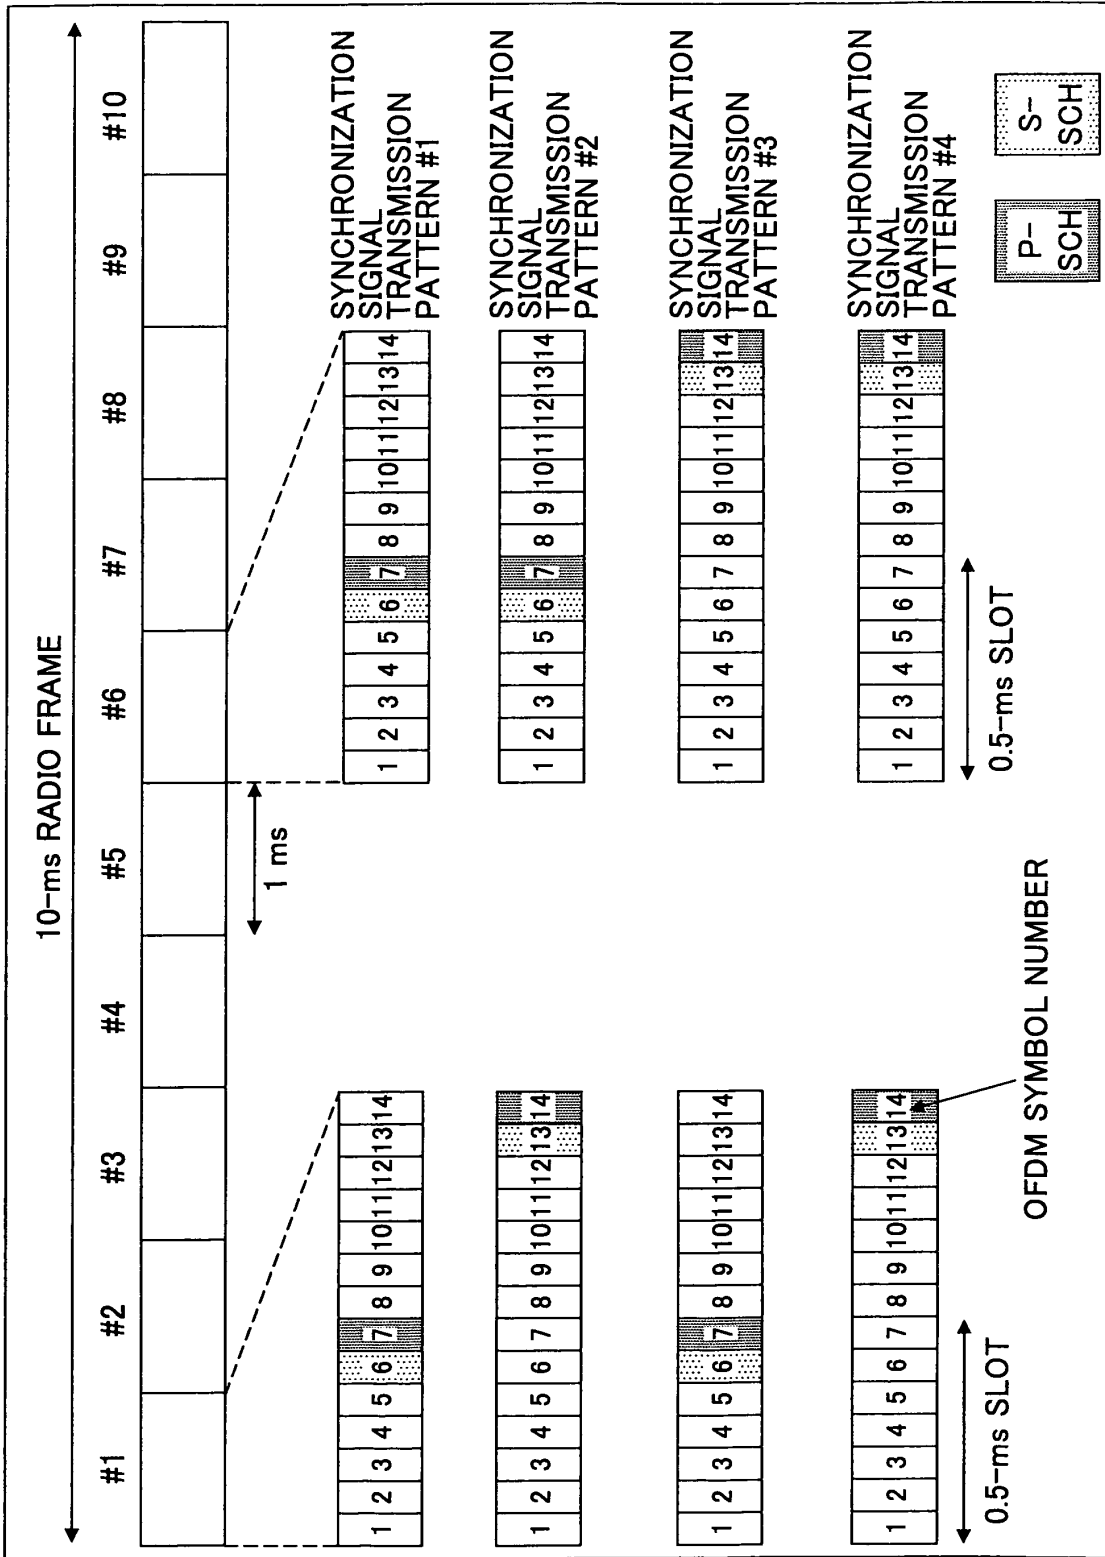 10-ms RADIO FRAME
#1 #2 #3 #4 #5 #6 #7 #8 #9 #10
1 ms
1 2 3 4 5 6 7 8 9 10 11 12 13 14
1 2 3 4 5 6 7 8 9 10 11 12 13 14
SYNCHRONIZATION
SIGNAL
TRANSMISSION
PATTERN #1
1 2 3 4 5 6 7 8 9 10 11 12 13 14
1 2 3 4 5 6 7 8 9 10 11 12 13 14
SYNCHRONIZATION
SIGNAL
TRANSMISSION
PATTERN #2
1 2 3 4 5 6 7 8 9 10 11 12 13 14
1 2 3 4 5 6 7 8 9 10 11 12 13 14
SYNCHRONIZATION
SIGNAL
TRANSMISSION
PATTERN #3
1 2 3 4 5 6 7 8 9 10 11 12 13 14
1 2 3 4 5 6 7 8 9 10 11 12 13 14
SYNCHRONIZATION
SIGNAL
TRANSMISSION
PATTERN #4
0.5-ms SLOT
0.5-ms SLOT
OFDM SYMBOL NUMBER
P-
SCH
S-
SCH